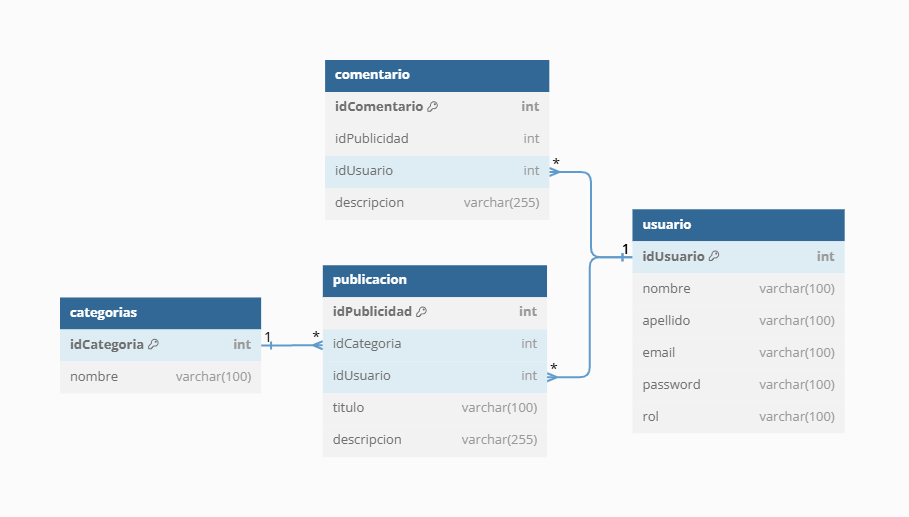 comentario
idComentario int
idPublicidad int
idUsuario int
descripcion varchar(255)
*
usuario
1
idUsuario int
nombre varchar(100)
apellido varchar(100)
email varchar(100)
password varchar(100)
rol varchar(100)
publicacion
idPublicidad int
* idCategoria int
idUsuario int *
titulo varchar(100)
descripcion varchar(255)
categorias
idCategoria int 1
nombre varchar(100)